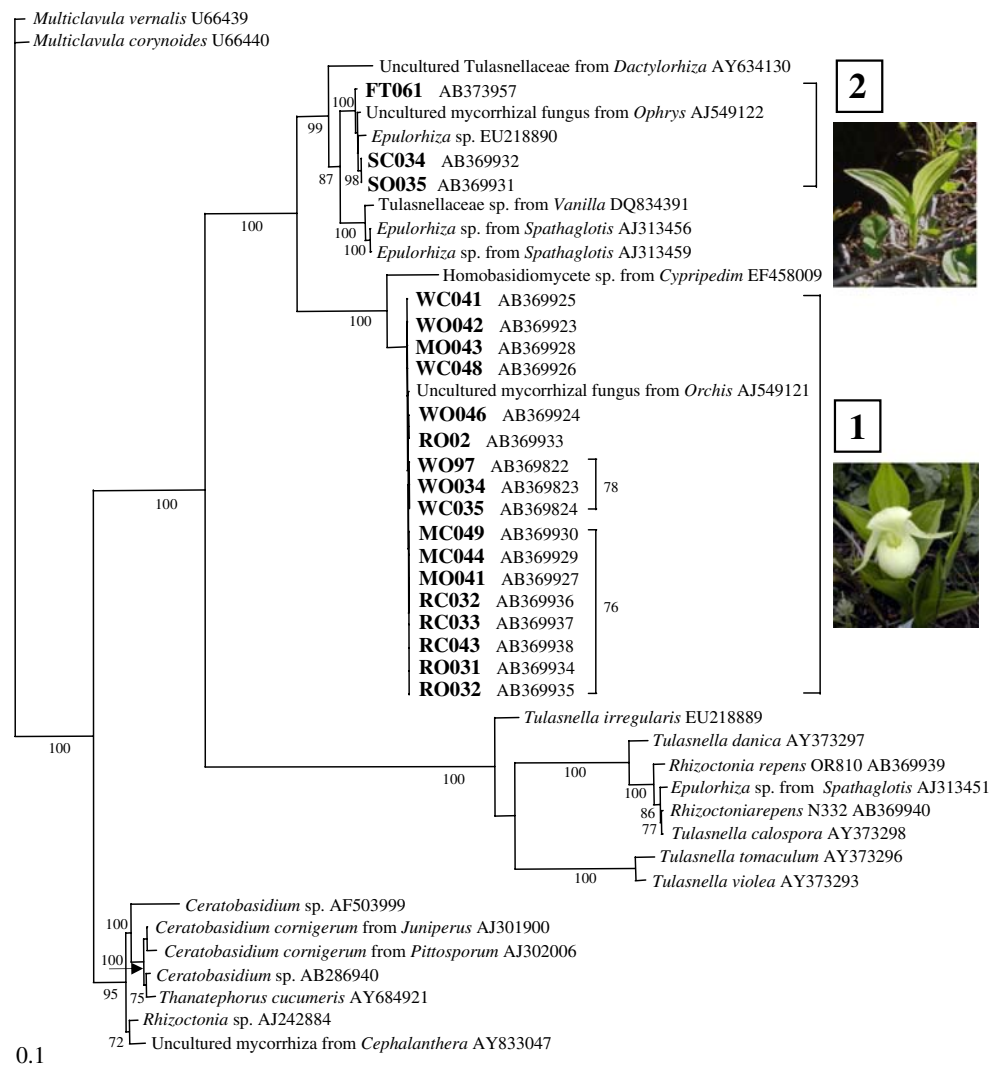 Multiclavula vernalis U66439
Multiclavula corynoides U66440
Uncultured Tulasnellaceae from Dactylorhiza AY634130
2
FT061 AB373957
100
Uncultured mycorrhizal fungus from Ophrys AJ549122
99
Epulorhiza sp. EU218890
SC034 AB369932
87
98
SO035 AB369931
Tulasnellaceae sp. from Vanilla DQ834391
100
100
Epulorhiza sp. from Spathaglotis AJ313456
100
Epulorhiza sp. from Spathaglotis AJ313459
Homobasidiomycete sp. from Cypripedim EF458009
WC041 AB369925
100
WO042 AB369923
MO043 AB369928
WC048 AB369926
Uncultured mycorrhizal fungus from Orchis AJ549121
WO046 AB369924
1
RO02 AB369933
WO97 AB369822
WO034 AB369823
78
100
WC035 AB369824
MC049 AB369930
MC044 AB369929
MO041 AB369927
RC032 AB369936
76
RC033 AB369937
RC043 AB369938
RO031 AB369934
RO032 AB369935
Tulasnella irregularis EU218889
100
Tulasnella danica AY373297
100
100
Rhizoctonia repens OR810 AB369939
Epulorhiza sp. from Spathaglotis AJ313451
100
86
Rhizoctoniarepens N332 AB369940
77
Tulasnella calospora AY373298
Tulasnella tomaculum AY373296
100
Tulasnella violea AY373293
Ceratobasidium sp. AF503999
100
Ceratobasidium cornigerum from Juniperus AJ301900
Ceratobasidium cornigerum from Pittosporum AJ302006
100
Ceratobasidium sp. AB286940
95
75
Thanatephorus cucumeris AY684921
Rhizoctonia sp. AJ242884
72
Uncultured mycorrhiza from Cephalanthera AY833047
0.1